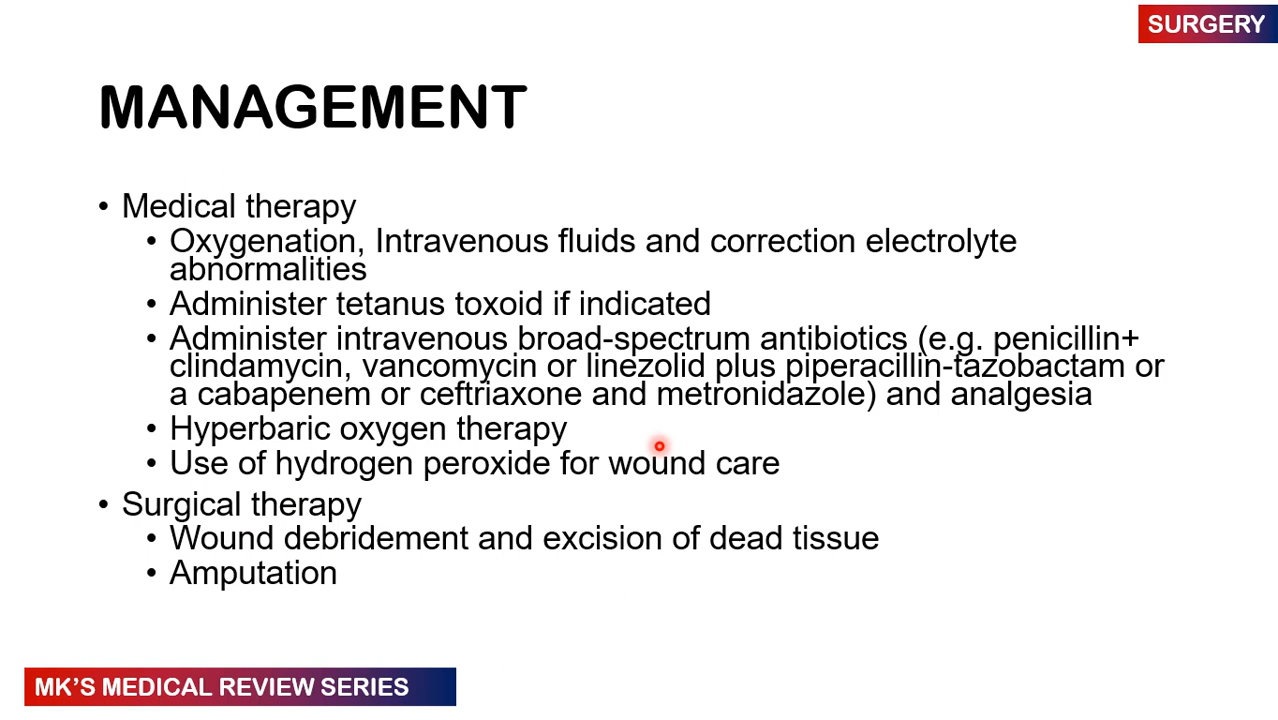 SURGERY
MANAGEMENT
• Medical therapy
• Oxygenation, Intravenous fluids and correction electrolyte
abnormalities
• Administer tetanus toxoid if indicated
• Administer intravenous broad-spectrum antibiotics (e.g. penicillin+
clindamycin, vancomycin or linezolid plus piperacillin-tazobactam or
a cabapenem or ceftriaxone and metronidazole) and analgesia
• Hyperbaric oxygen therapy
• Use of hydrogen peroxide for wound care
• Surgical therapy
• Wound debridement and excision of dead tissue
• Amputation
MK’S MEDICAL REVIEW SERIES